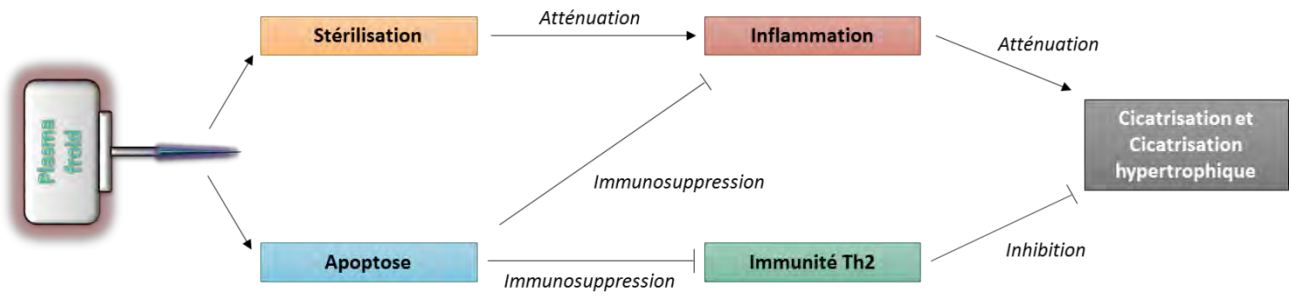 Plasma
froid
Stérilisation
Atténuation
Inflammation
Atténuation
Cicatrisation et
Cicatrisation
hypertrophique
Immunosuppression
Apoptose
Immunosuppression
Immunité Th2
Inhibition